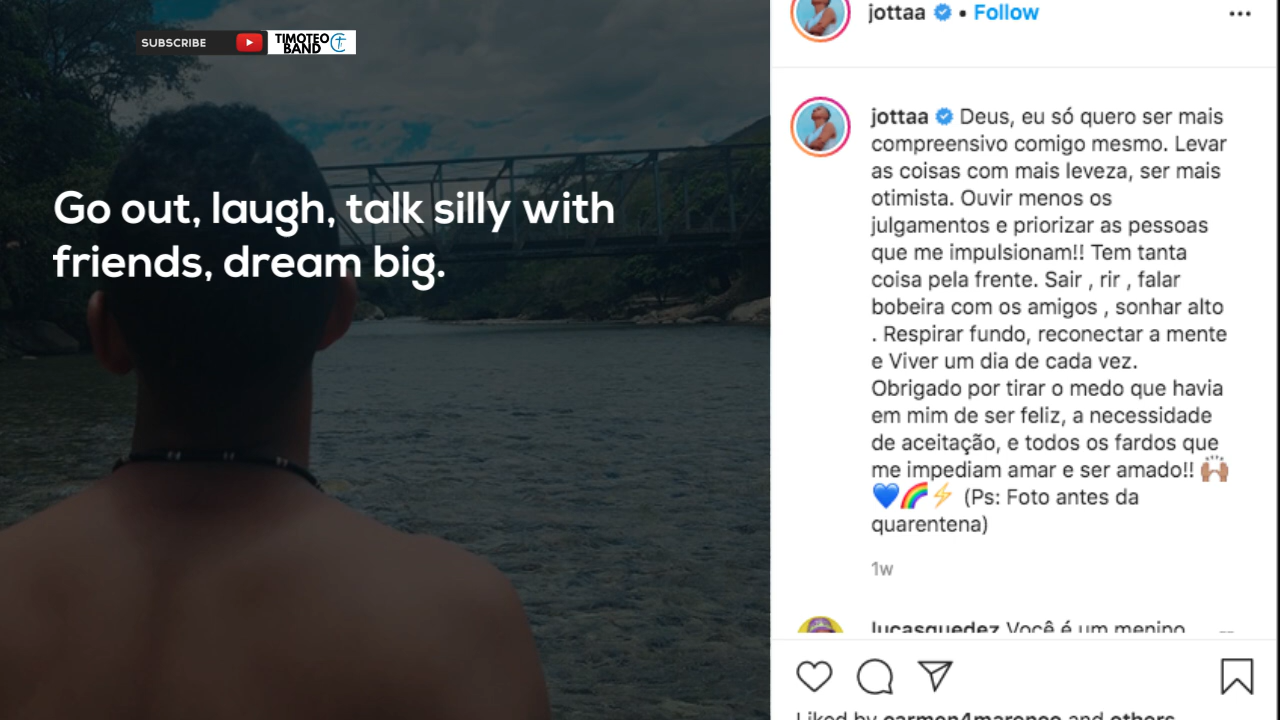 SUBSCRIBE
TIMOTEO
BAND
Go out, laugh, talk silly with
friends, dream big.
jottaa • Follow
jottaa Deus, eu só quero ser mais
compreensivo comigo mesmo. Levar
as coisas com mais leveza, ser mais
otimista. Ouvir menos os
julgamentos e priorizar as pessoas
que me impulsionam!! Tem tanta
coisa pela frente. Sair , rir , falar
bobeira com os amigos , sonhar alto
. Respirar fundo, reconectar a mente
e Viver um dia de cada vez.
Obrigado por tirar o medo que havia
em mim de ser feliz, a necessidade
de aceitação, e todos os fardos que
me impediam amar e ser amado!! 🙌🏽
💙🌈⚡ (Ps: Foto antes da
quarentena)
1w
lucasguedez Você é um menino
Liked by carmen4marengo and others